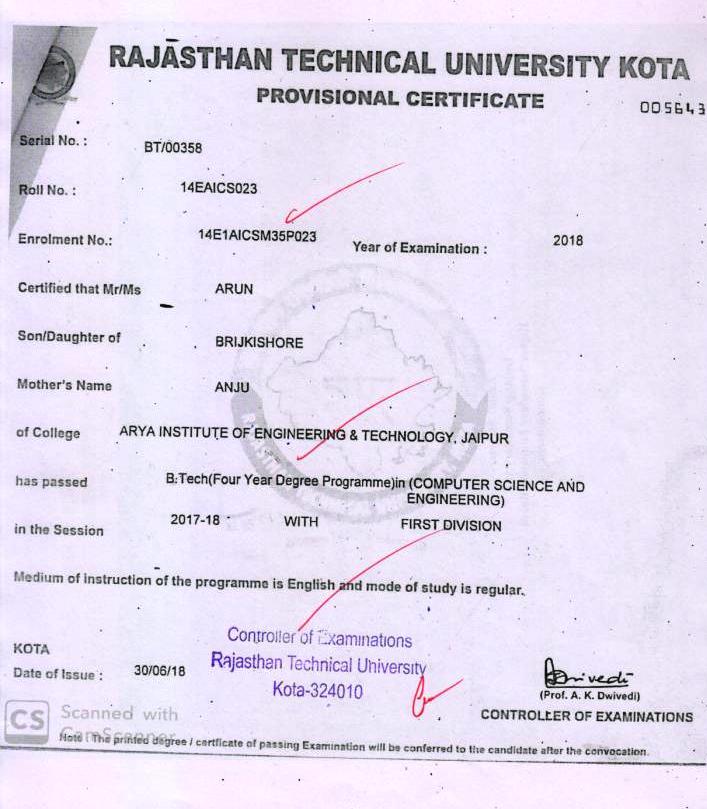 RAJASTHAN TECHNICAL UNIVERSITY KOTA
PROVISIONAL CERTIFICATE
005643
Serial No. : BT/00358
Roll No. : 14EAICS023
Enrolment No.: 14E1AICSM35P023 Year of Examination : 2018
Certified that Mr/Ms ARUN
Son/Daughter of BRIJKISHORE
Mother's Name ANJU
of College ARYA INSTITUTE OF ENGINEERING & TECHNOLOGY, JAIPUR
has passed B.Tech(Four Year Degree Programme)in (COMPUTER SCIENCE AND
ENGINEERING)
in the Session 2017-18 WITH FIRST DIVISION
Medium of instruction of the programme is English and mode of study is regular.
KOTA
Date of Issue : 30/06/18
Controller of Examinations
Rajasthan Technical University
Kota-324010
Dwivedi
(Prof. A. K. Dwivedi)
CONTROLLER OF EXAMINATIONS
CS Scanned with
CamScanner
Note : The printed degree / certficate of passing Examination will be conferred to the candidate after the convocation.